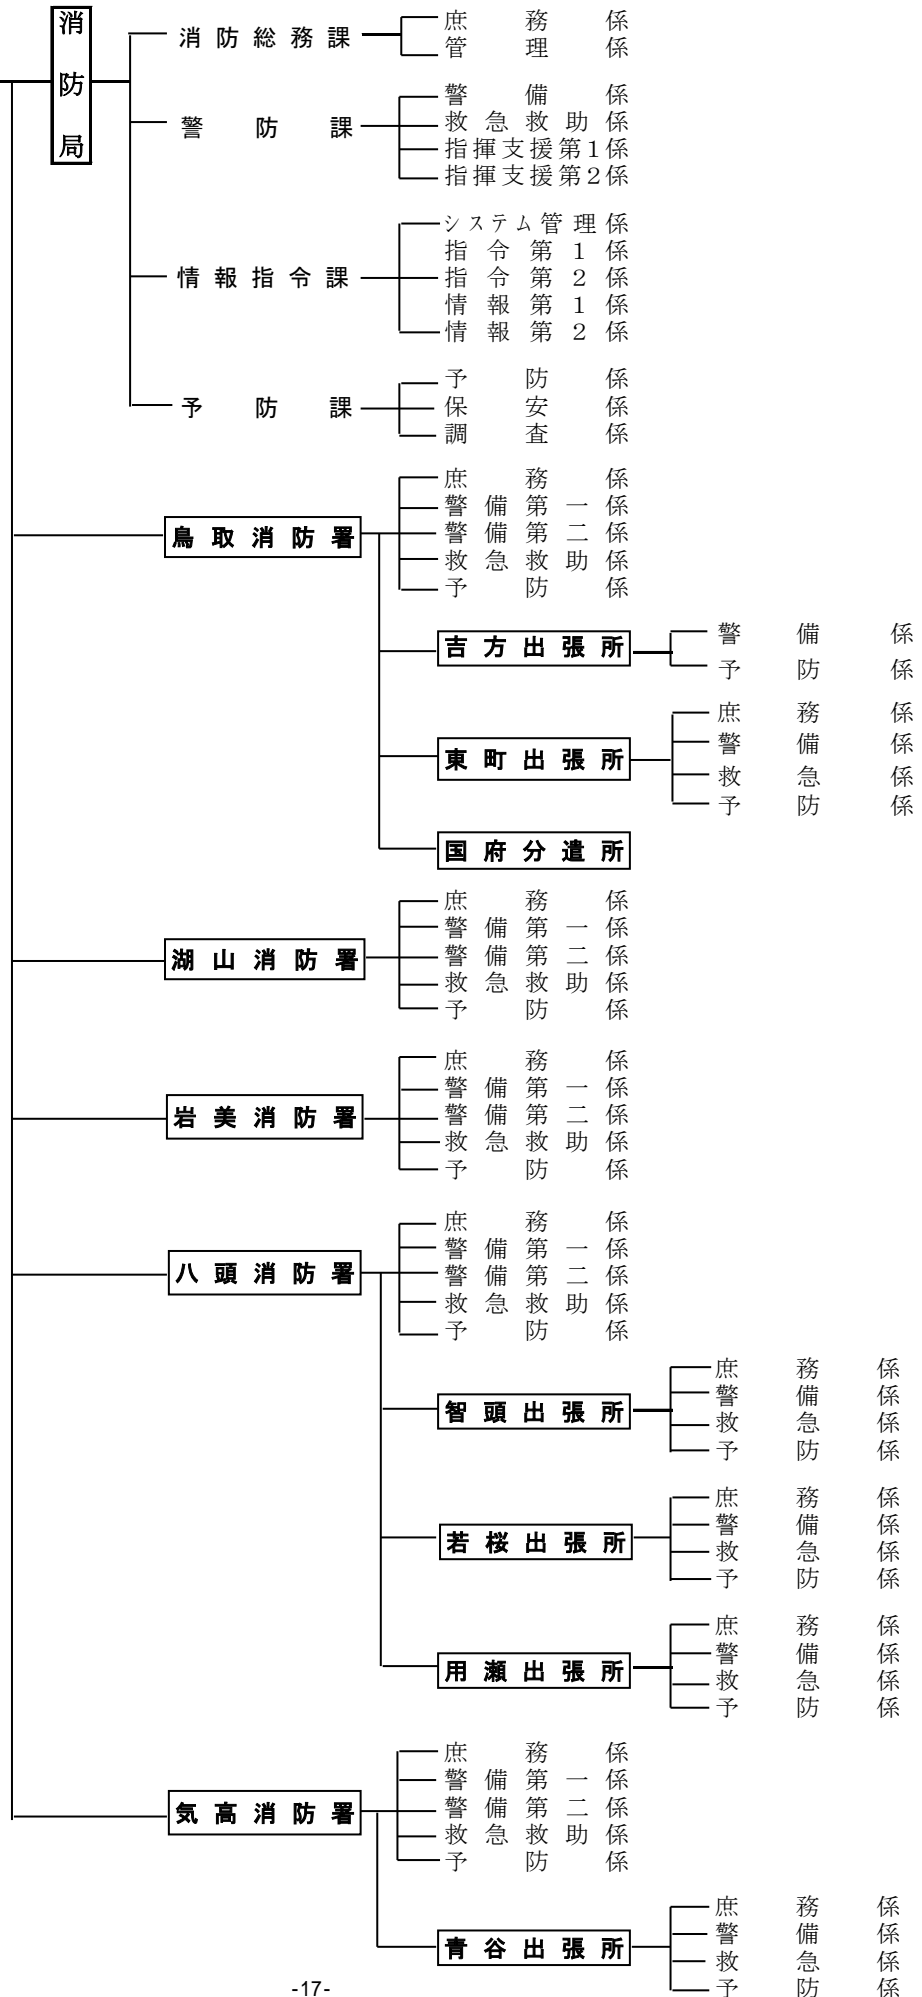 消防局
消防総務課
庶務係
管理係
警防課
警備係
救急救助係
指揮支援第1係
指揮支援第2係
情報指令課
システム管理係
指令第1係
指令第2係
情報第1係
情報第2係
予防課
予防係
保安係
調査係
鳥取消防署
庶務係
警備第一係
警備第二係
救急救助係
予防係
吉方出張所
警備係
予防係
東町出張所
庶務係
警備係
救急係
予防係
国府分遣所
湖山消防署
庶務係
警備第一係
警備第二係
救急救助係
予防係
岩美消防署
庶務係
警備第一係
警備第二係
救急救助係
予防係
八頭消防署
庶務係
警備第一係
警備第二係
救急救助係
予防係
智頭出張所
庶務係
警備係
救急係
予防係
若桜出張所
庶務係
警備係
救急係
予防係
用瀬出張所
庶務係
警備係
救急係
予防係
気高消防署
庶務係
警備第一係
警備第二係
救急救助係
予防係
青谷出張所
庶務係
警備係
救急係
予防係
-17-